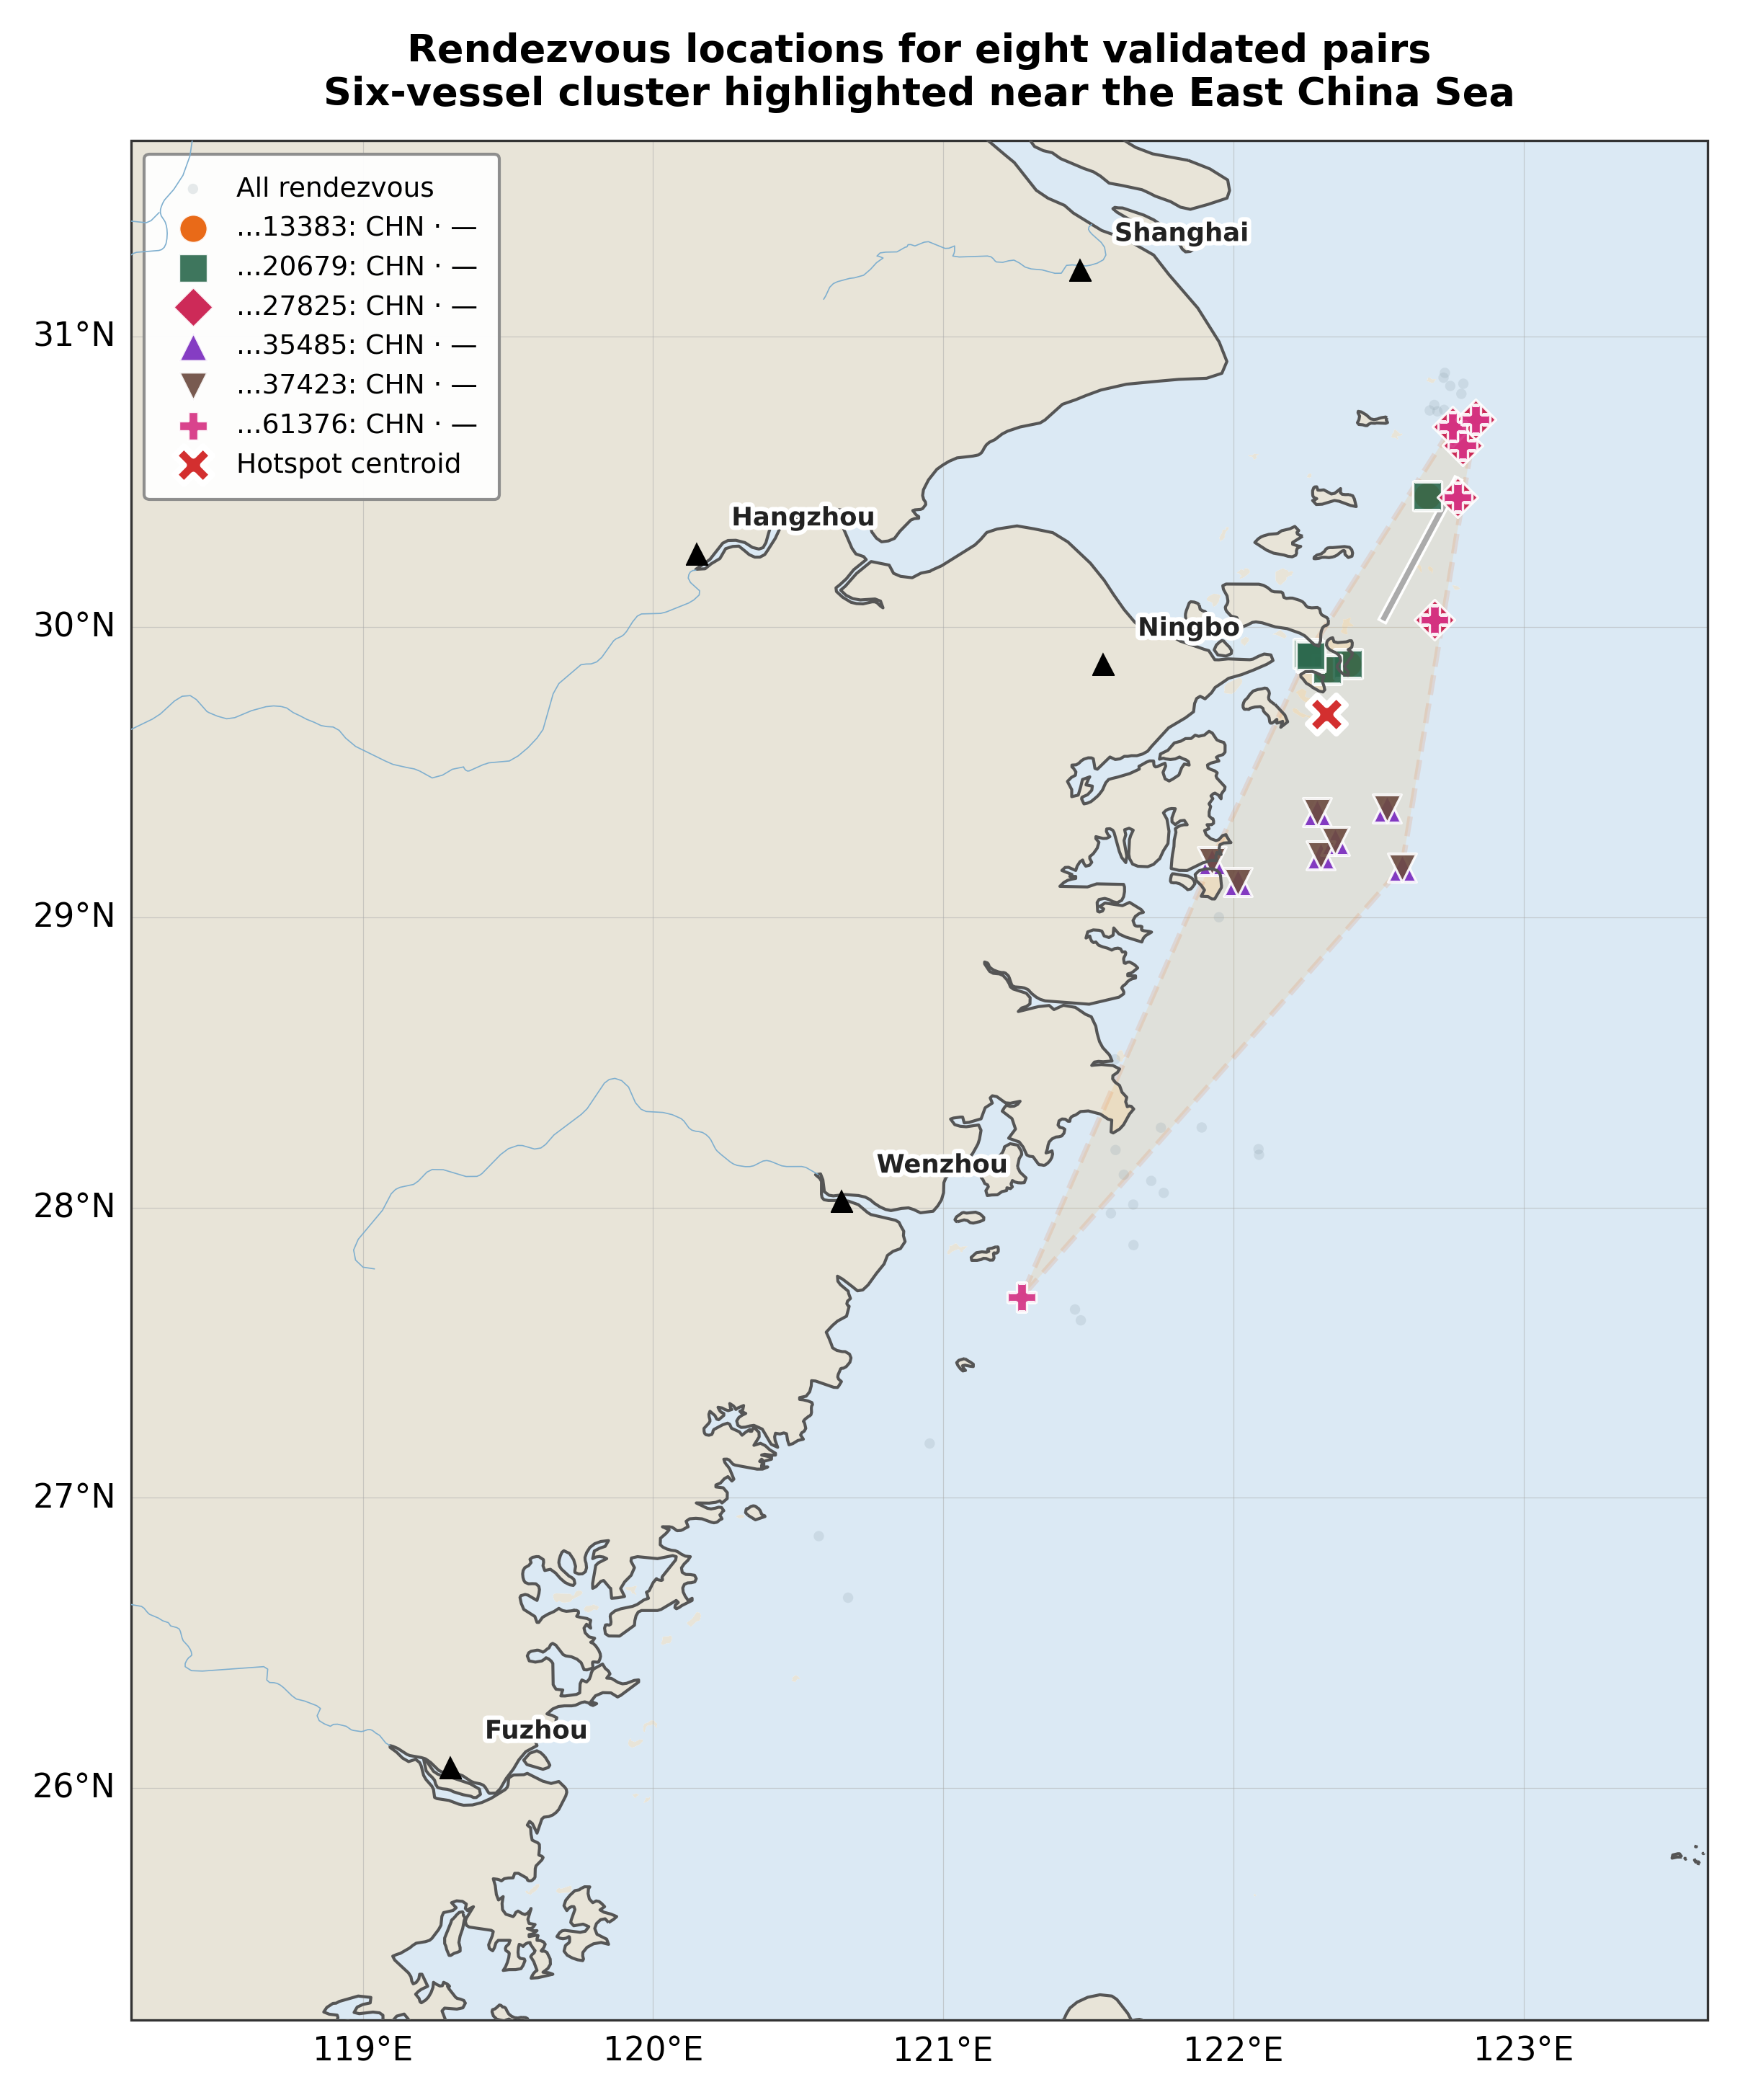 Rendezvous locations for eight validated pairs
Six-vessel cluster highlighted near the East China Sea
All rendezvous
...13383: CHN · —
...20679: CHN · —
...27825: CHN · —
...35485: CHN · —
...37423: CHN · —
...61376: CHN · —
Hotspot centroid
Shanghai
31°N
Hangzhou
30°N
Ningbo
29°N
Wenzhou
28°N
27°N
Fuzhou
26°N
119°E
120°E
121°E
122°E
123°E